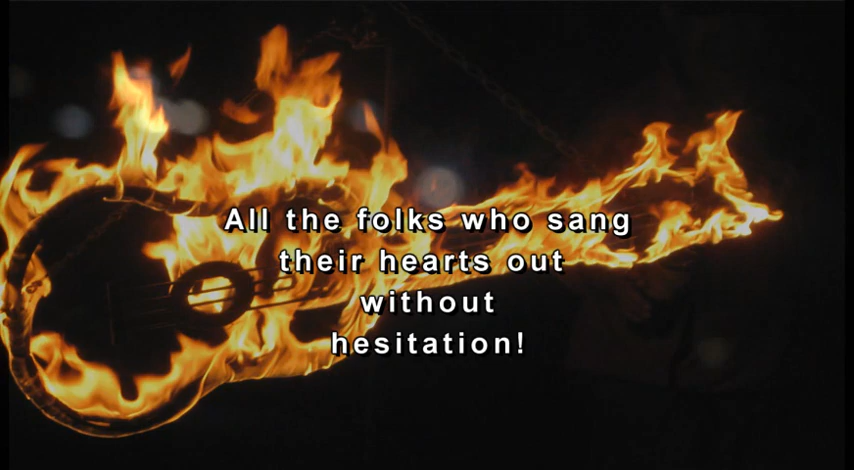 All the folks who sang
their hearts out
without
hesitation!